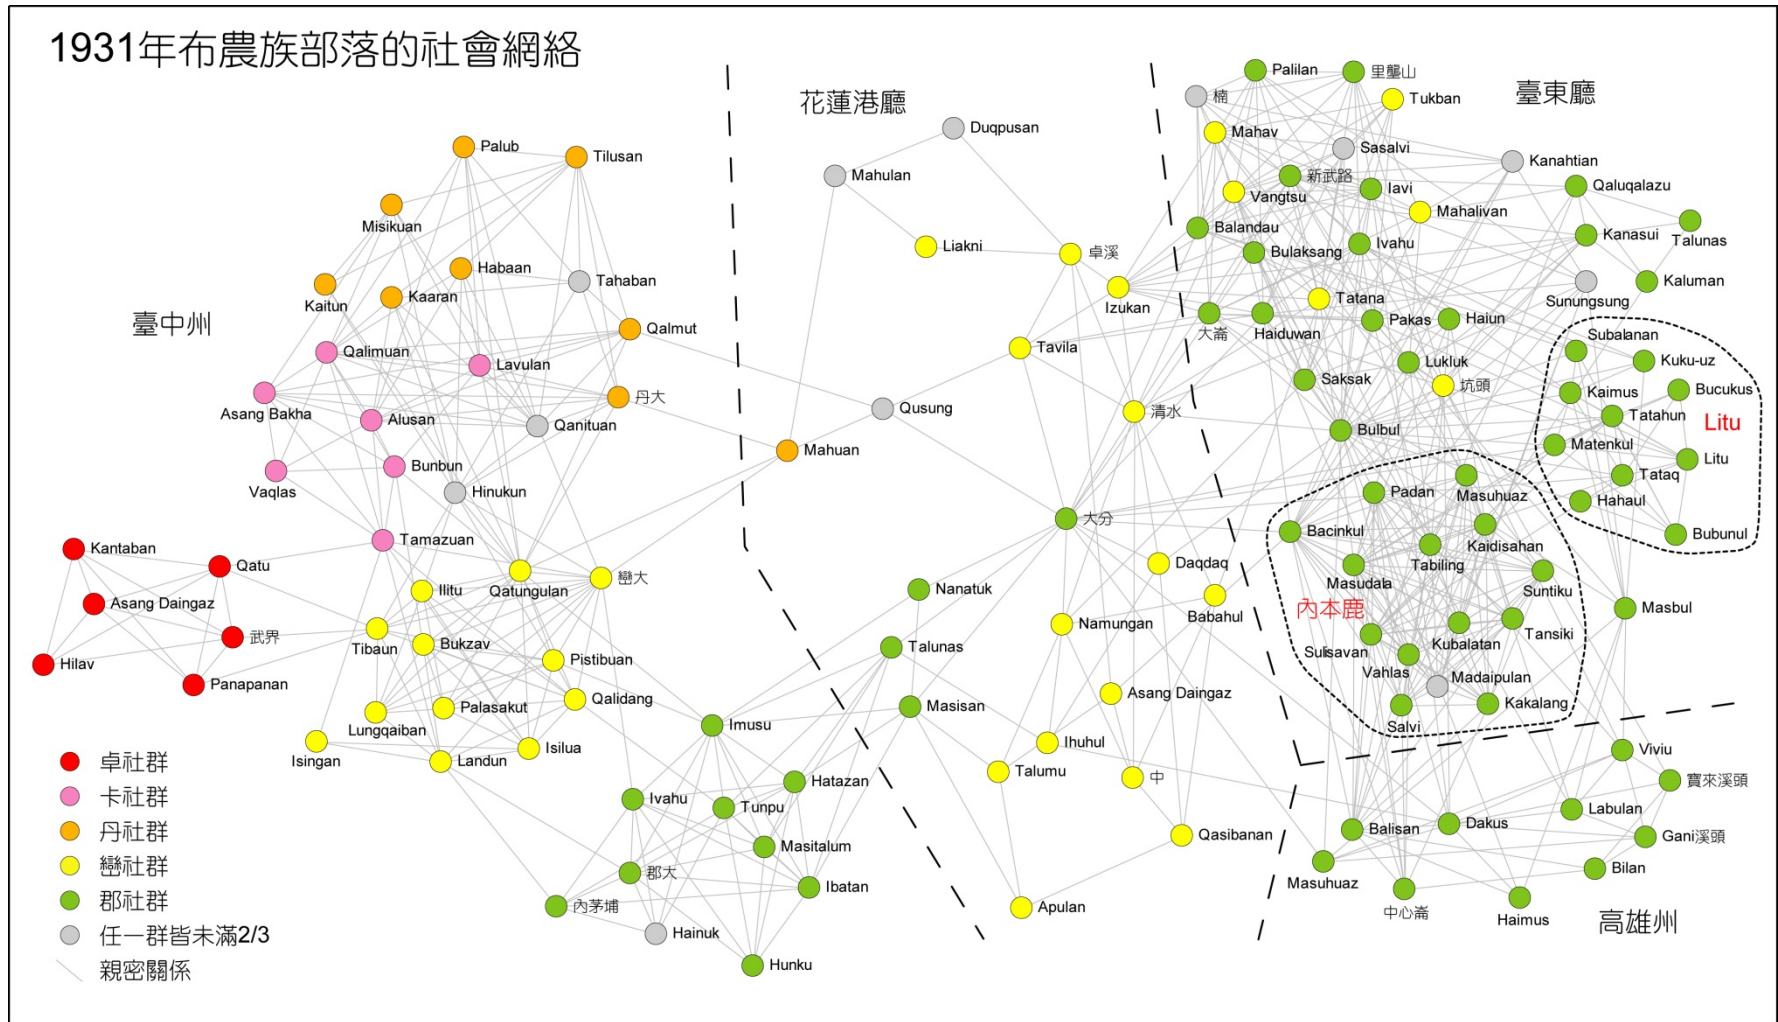 1931年布農族部落的社會網絡
花蓮港廳
臺東廳
臺中州
高雄州
Palub
Tilusan
Misikuan
Habaan
Tahaban
Kaitun
Kaaran
Qalmut
Qalimuan
Lavulan
Asang Bakha
丹大
Alusan
Qanituan
Bunbun
Vaqlas
Hinukun
Tamazuan
Kantaban
Qatu
Asang Daingaz
武界
Hilav
Panapanan
Ilitu
Qatungulan
巒大
Tibaun
Bukzav
Pistibuan
Palasakut
Qalidang
Lungqaiban
Isingan
Landun
Isilua
Imusu
Ivahu
Tunpu
Hatazan
Masitalum
郡大
Ibatan
內茅埔
Hainuk
Hunku
Duqpusan
Mahulan
Liakni
卓溪
Izukan
Tavila
Qusung
清水
Mahuan
大分
Nanatuk
Daqdaq
Babahul
Namungan
Talunas
Masisan
Asang Daingaz
Ihuhul
Talumu
中
Qasibanan
Apulan
Palilan
里壠山
楠
Tukban
Mahav
Sasalvi
Kanahtian
新武路
Iavi
Qaluqalazu
Vangtsu
Mahalivan
Talunas
Balandau
Kanasui
Bulaksang
Ivahu
Kaluman
Sunungsung
Tatana
大崙
Haiduwan
Pakas
Haiun
Lukluk
Saksak
坑頭
Bulbul
Subalanan
Kuku-uz
Kaimus
Bucukus
Tatahun
Litu
Matenkul
Litu
Tataq
Hahaul
Bubunul
Padan
Masuhuaz
Bacinkul
Kaidisahan
Tabiling
Masudala
Suntiku
內本鹿
Kubalatan
Tansiki
Sulisavan
Vahlas
Madaipulan
Kakalang
Salvi
Masbul
Viviu
寶來溪頭
Labulan
Balisan
Dakus
Gani溪頭
Masuhuaz
Bilan
中心崙
Haimus
卓社群
卡社群
丹社群
巒社群
郡社群
任一群皆未滿2/3
親密關係